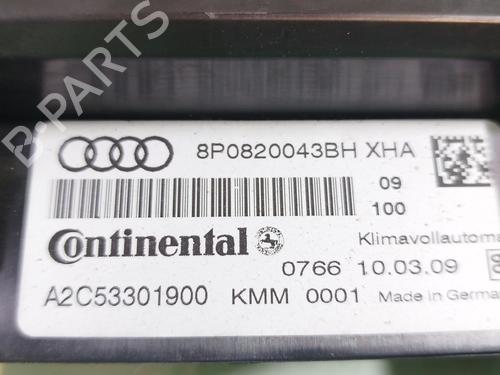 8P0820043BH XHA
09
100
Continental
Klimavollautoma
0766 10.03.09
A2C53301900 KMM 0001 Made in German
B-PARTS